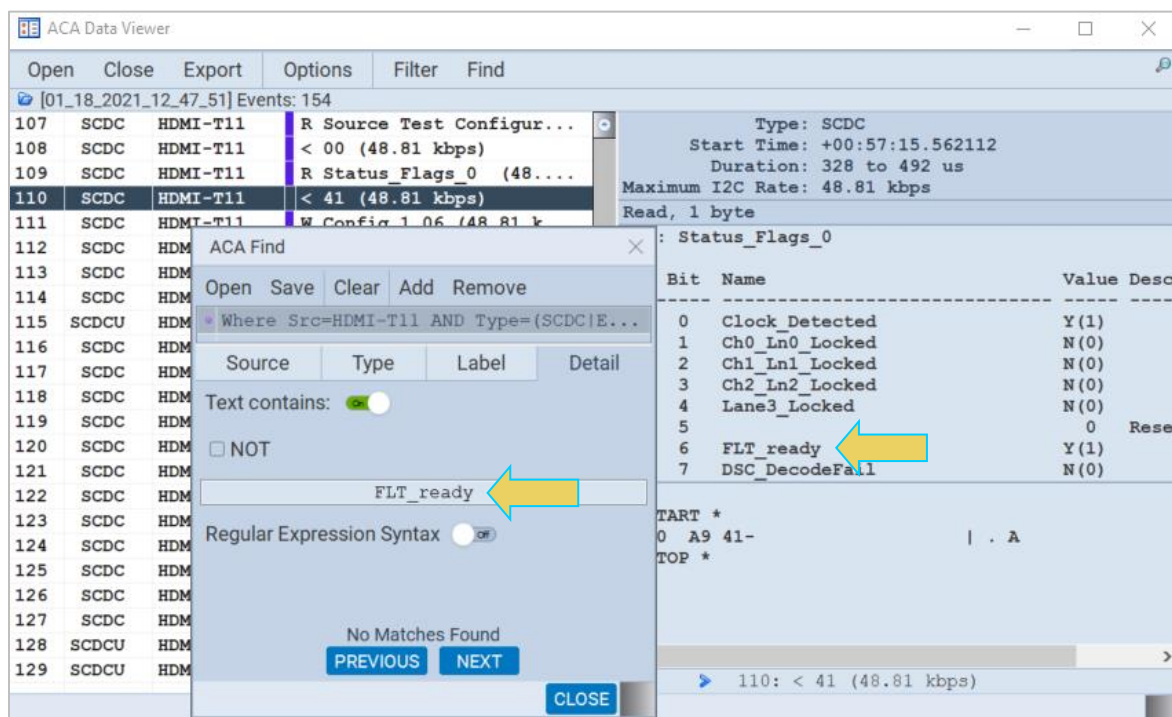 ACA Data Viewer
Open Close Export Options Filter Find
[01_18_2021_12_47_51] Events: 154
107 SCDC HDMI-T11 R Source Test Configur...
108 SCDC HDMI-T11 < 00 (48.81 kbps)
109 SCDC HDMI-T11 R Status_Flags_0 (48....
110 SCDC HDMI-T11 < 41 (48.81 kbps)
111 SCDC HDMI-T11 W Config_1 06 (48.81 k
112 SCDC HDM
113 SCDC HDM
114 SCDC HDM
115 SCDCU HDM
116 SCDC HDM
117 SCDC HDM
118 SCDC HDM
119 SCDC HDM
120 SCDC HDM
121 SCDC HDM
122 SCDC HDM
123 SCDC HDM
124 SCDC HDM
125 SCDC HDM
126 SCDC HDM
127 SCDC HDM
128 SCDCU HDM
129 SCDCU HDM
ACA Find
Open Save Clear Add Remove
Where Src=HDMI-T11 AND Type=(SCDC|E...
Source Type Label Detail
Text contains: On
NOT
FLT_ready
Regular Expression Syntax Off
No Matches Found
PREVIOUS NEXT
CLOSE
Type: SCDC
Start Time: +00:57:15.562112
Duration: 328 to 492 us
Maximum I2C Rate: 48.81 kbps
Read, 1 byte
: Status_Flags_0
Bit Name Value Desc
----- ------------------------------ ----- ----
0 Clock_Detected Y(1)
1 Ch0_Ln0_Locked N(0)
2 Ch1_Ln1_Locked N(0)
3 Ch2_Ln2_Locked N(0)
4 Lane3_Locked N(0)
5 0 Rese
6 FLT_ready Y(1)
7 DSC_DecodeFail N(0)
TART *
0 A9 41- | . A
TOP *
110: < 41 (48.81 kbps)